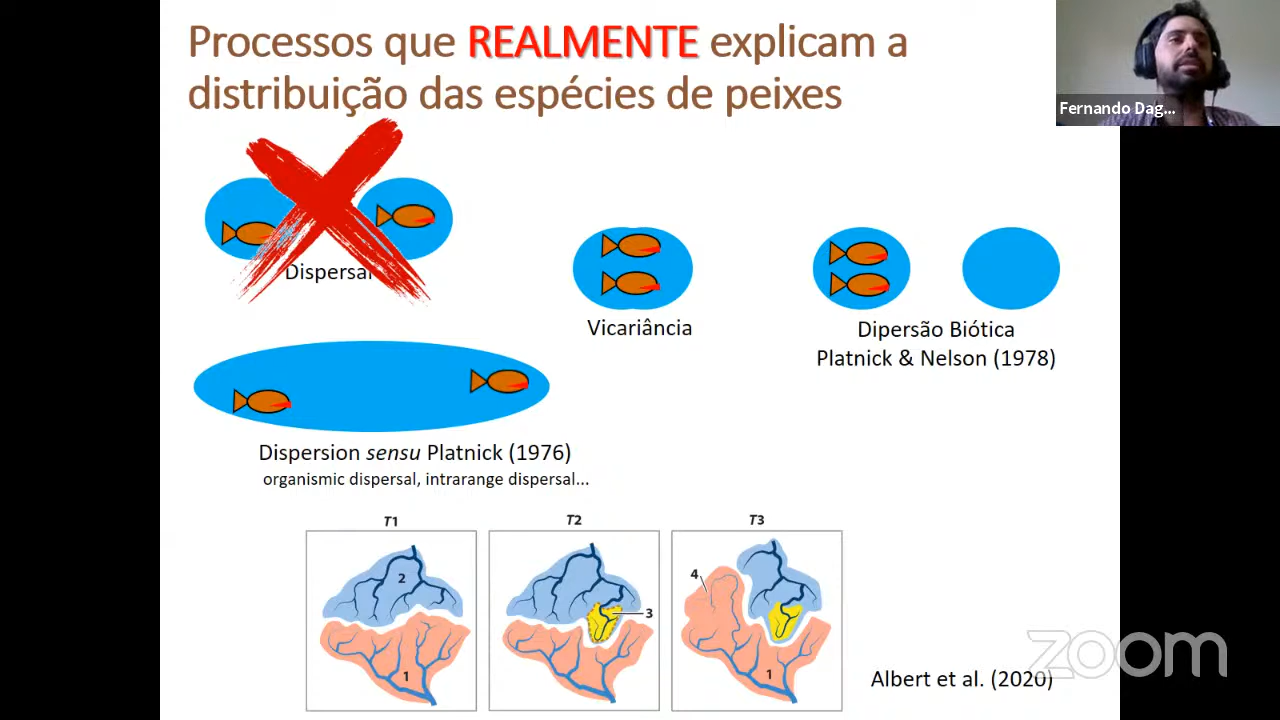 Processos que REALMENTE explicam a
distribuição das espécies de peixes
Fernando Dag...
Dispersal
Vicariância
Dipersão Biótica
Platnick & Nelson (1978)
Dispersion sensu Platnick (1976)
organismic dispersal, intrarange dispersal...
T1
T2
T3
2
1
3
4
1
Albert et al. (2020)
zoom